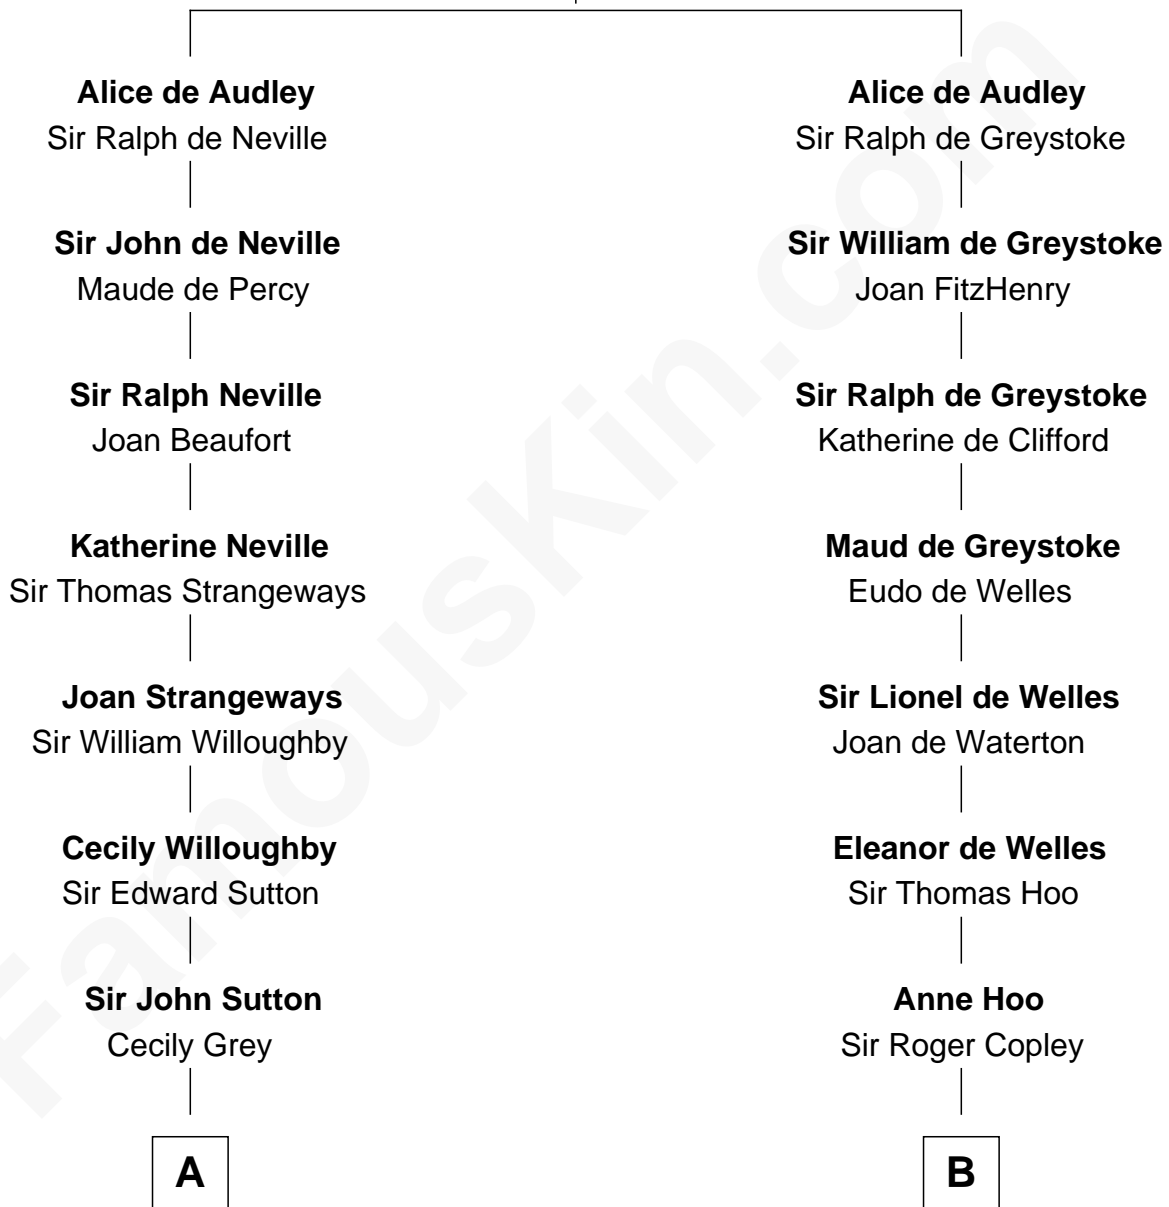 Alice de Audley
Sir Ralph de Neville
Sir John de Neville
Maude de Percy
Sir Ralph Neville
Joan Beaufort
Katherine Neville
Sir Thomas Strangeways
Joan Strangeways
Sir William Willoughby
Cecily Willoughby
Sir Edward Sutton
Sir John Sutton
Cecily Grey
A
Alice de Audley
Sir Ralph de Greystoke
Sir William de Greystoke
Joan FitzHenry
Sir Ralph de Greystoke
Katherine de Clifford
Maud de Greystoke
Eudo de Welles
Sir Lionel de Welles
Joan de Waterton
Eleanor de Welles
Sir Thomas Hoo
Anne Hoo
Sir Roger Copley
B
FamousKin.com